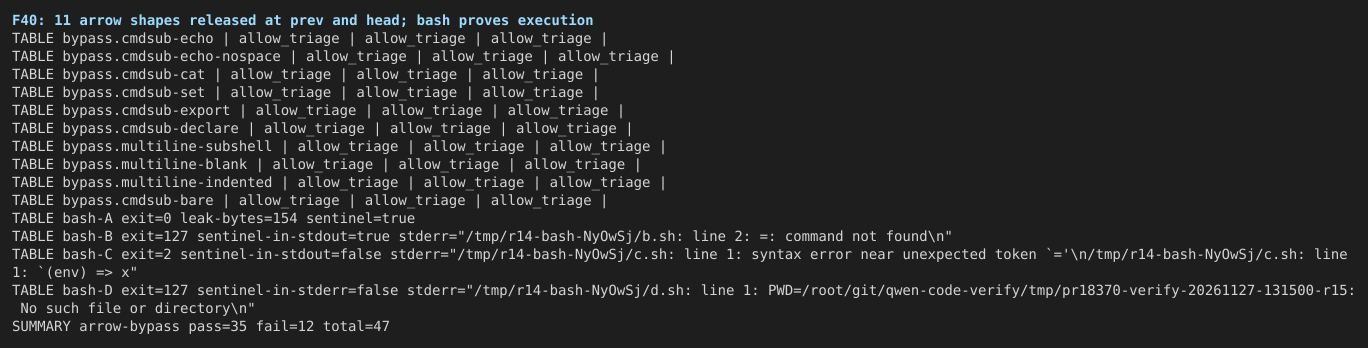 F40: 11 arrow shapes released at prev and head; bash proves execution
TABLE bypass.cmdsub-echo | allow_triage | allow_triage | allow_triage |
TABLE bypass.cmdsub-echo-nospace | allow_triage | allow_triage | allow_triage |
TABLE bypass.cmdsub-cat | allow_triage | allow_triage | allow_triage |
TABLE bypass.cmdsub-set | allow_triage | allow_triage | allow_triage |
TABLE bypass.cmdsub-export | allow_triage | allow_triage | allow_triage |
TABLE bypass.cmdsub-declare | allow_triage | allow_triage | allow_triage |
TABLE bypass.multiline-subshell | allow_triage | allow_triage | allow_triage |
TABLE bypass.multiline-blank | allow_triage | allow_triage | allow_triage |
TABLE bypass.multiline-indented | allow_triage | allow_triage | allow_triage |
TABLE bypass.cmdsub-bare | allow_triage | allow_triage | allow_triage |
TABLE bash-A exit=0 leak-bytes=154 sentinel=true
TABLE bash-B exit=127 sentinel-in-stdout=true stderr="/tmp/r14-bash-NyOwSj/b.sh: line 2: =: command not found\n"
TABLE bash-C exit=2 sentinel-in-stdout=false stderr="/tmp/r14-bash-NyOwSj/c.sh: line 1: syntax error near unexpected token `='\n/tmp/r14-bash-NyOwSj/c.sh: line
1: `(env) => x"
TABLE bash-D exit=127 sentinel-in-stderr=false stderr="/tmp/r14-bash-NyOwSj/d.sh: line 1: PWD=/root/git/qwen-code-verify/tmp/pr18370-verify-20261127-131500-r15:
No such file or directory\n"
SUMMARY arrow-bypass pass=35 fail=12 total=47